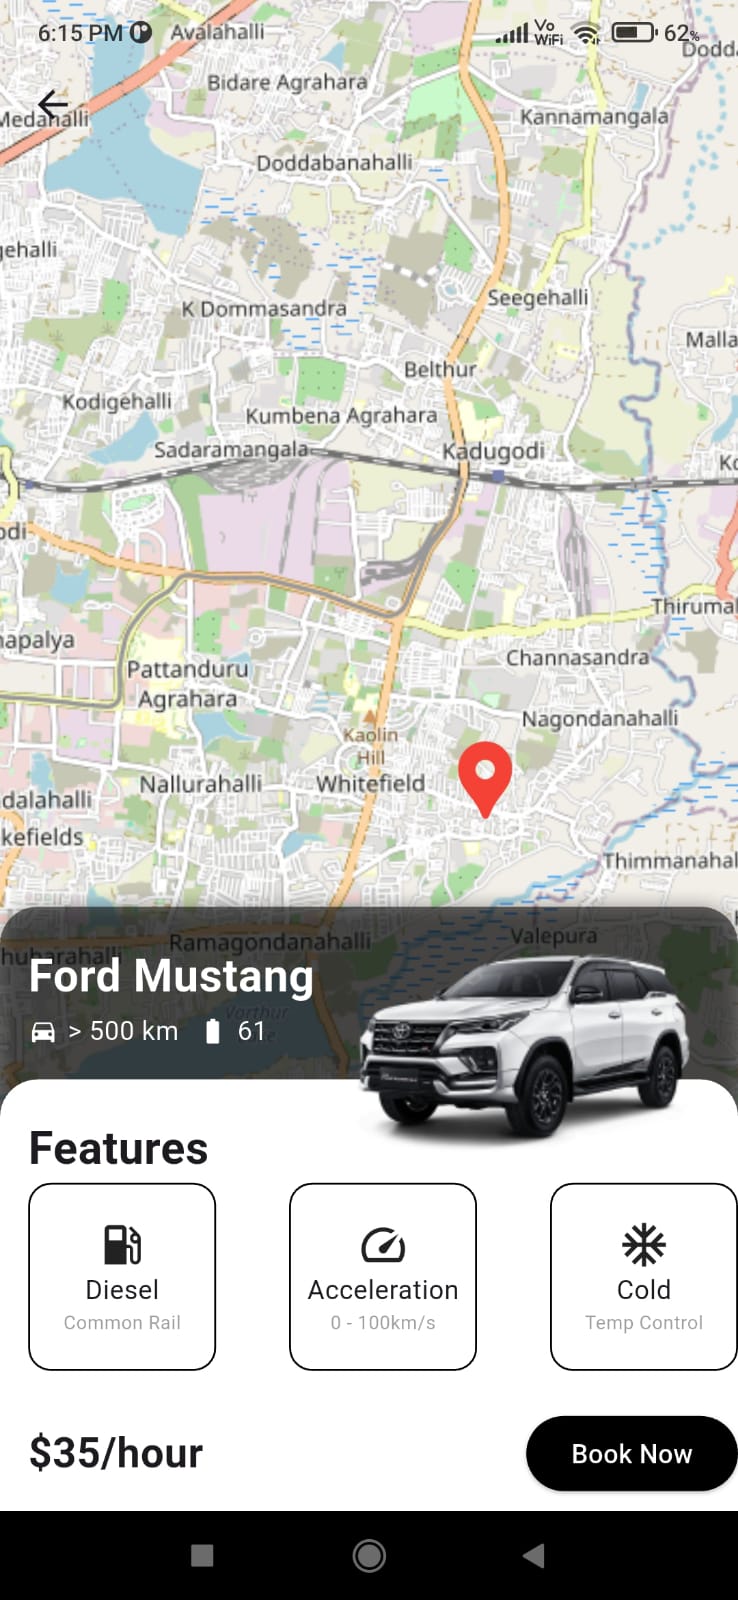 6:15 PM
Vo
WiFi
62%
Avalahalli
Dodd
Bidare Agrahara
Medahalli
Kannamangala
Doddabanahalli
gehalli
Seegehalli
K Dommasandra
Malla
Belthur
Kodigehalli
Kumbena Agrahara
Sadaramangala
Kadugodi
Ko
odi
Thirumal
napalya
Channasandra
Pattanduru
Agrahara
Nagondanahalli
Kaolin
Hill
Nallurahalli
Whitefield
dalahalli
kefields
Thimmanahal
Ramagondanahalli
Valepura
hubarahalli
Ford Mustang
> 500 km
61
Features
Diesel
Common Rail
Acceleration
0 - 100km/s
Cold
Temp Control
$35/hour
Book Now